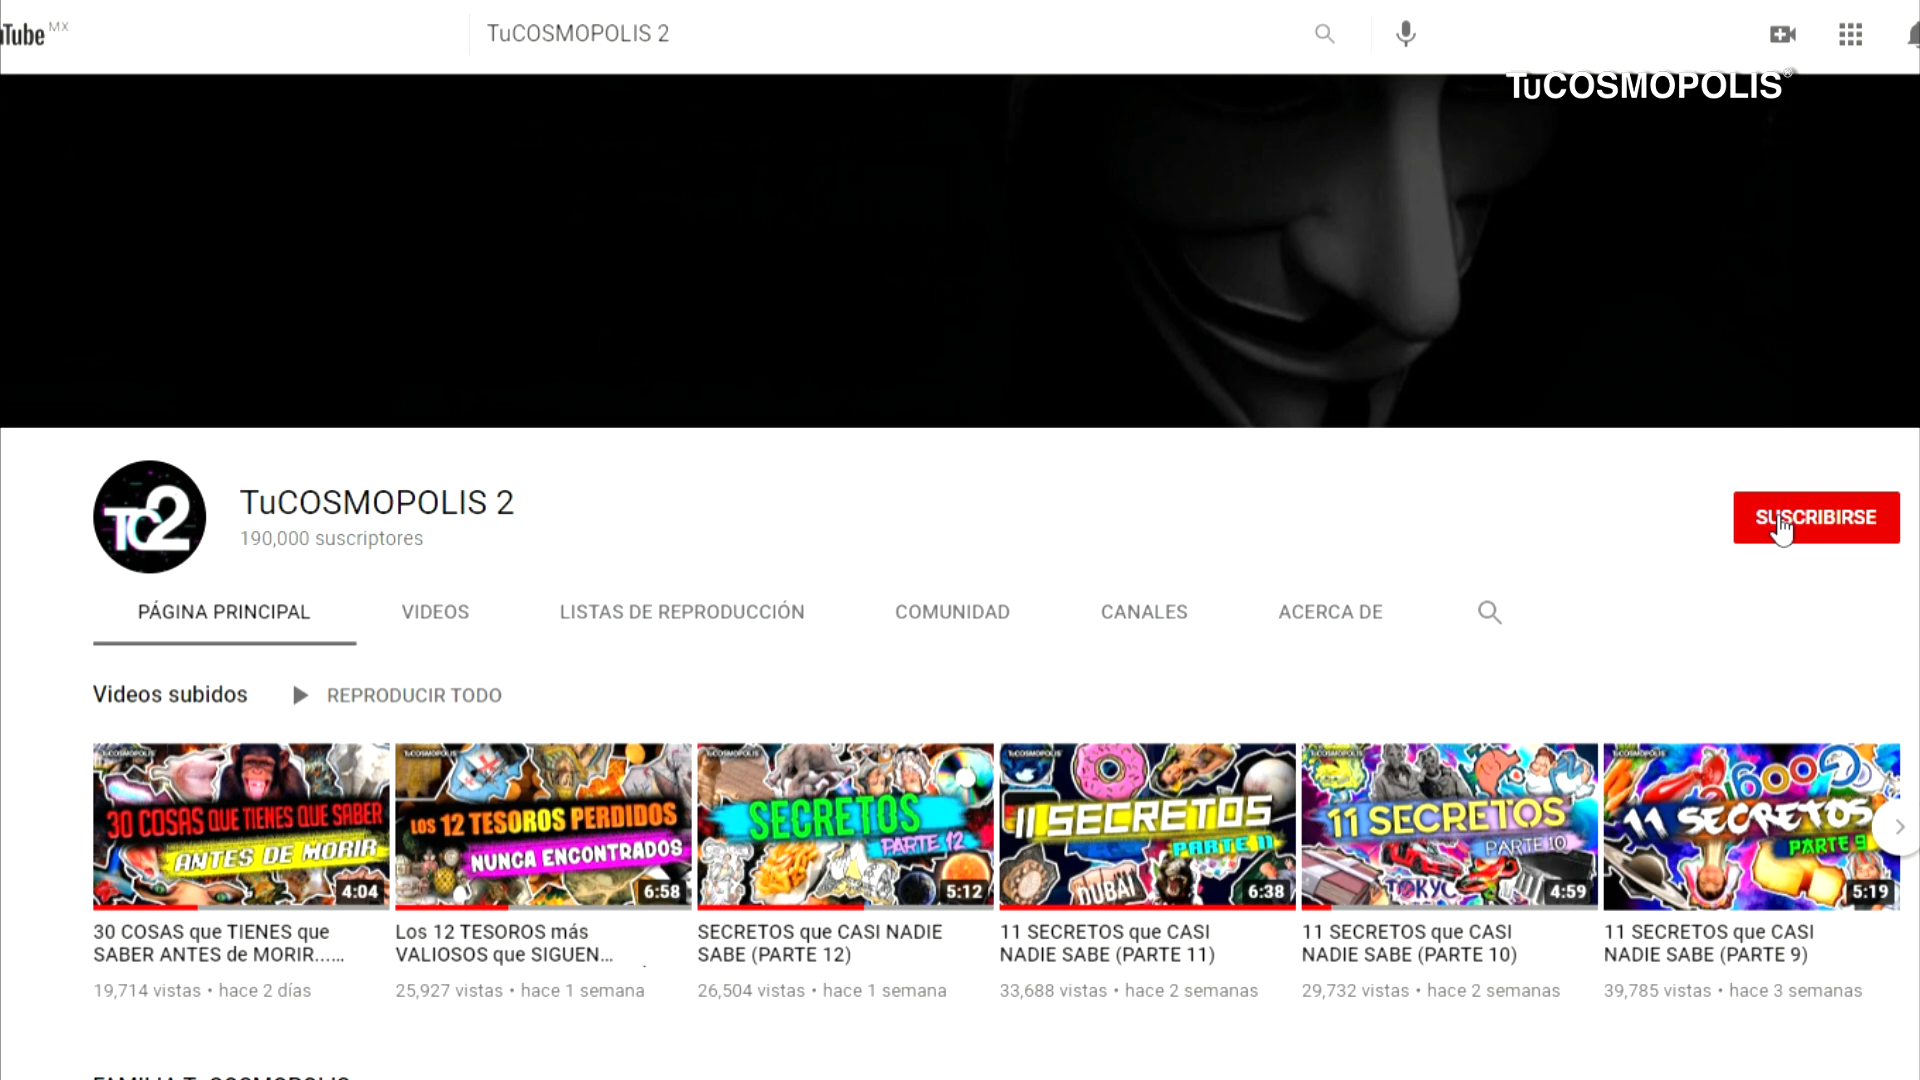 Tube MX
TuCOSMOPOLIS 2
TuCOSMOPOLIS®
TC2
TuCOSMOPOLIS 2
190,000 suscriptores
SUSCRIBIRSE
PÁGINA PRINCIPAL
VIDEOS
LISTAS DE REPRODUCCIÓN
COMUNIDAD
CANALES
ACERCA DE
Videos subidos
REPRODUCIR TODO
TuCOSMOPOLIS
30 COSAS QUE TIENES QUE SABER
ANTES DE MORIR
4:04
TuCOSMOPOLIS
LOS 12 TESOROS PERDIDOS
NUNCA ENCONTRADOS
6:58
TuCOSMOPOLIS
SECRETOS
PARTE 12
5:12
TuCOSMOPOLIS
11 SECRETOS
PARTE 11
DUBAI
6:38
TuCOSMOPOLIS
11 SECRETOS
PARTE 10
TOKYO
4:59
TuCOSMOPOLIS
11 SECRETOS
PARTE 9
5:19
30 COSAS que TIENES que
SABER ANTES de MORIR......
19,714 vistas • hace 2 días
Los 12 TESOROS más
VALIOSOS que SIGUEN...
25,927 vistas • hace 1 semana
SECRETOS que CASI NADIE
SABE (PARTE 12)
26,504 vistas • hace 1 semana
11 SECRETOS que CASI
NADIE SABE (PARTE 11)
33,688 vistas • hace 2 semanas
11 SECRETOS que CASI
NADIE SABE (PARTE 10)
29,732 vistas • hace 2 semanas
11 SECRETOS que CASI
NADIE SABE (PARTE 9)
39,785 vistas • hace 3 semanas
FAMILIA TuCOSMOPOLIS